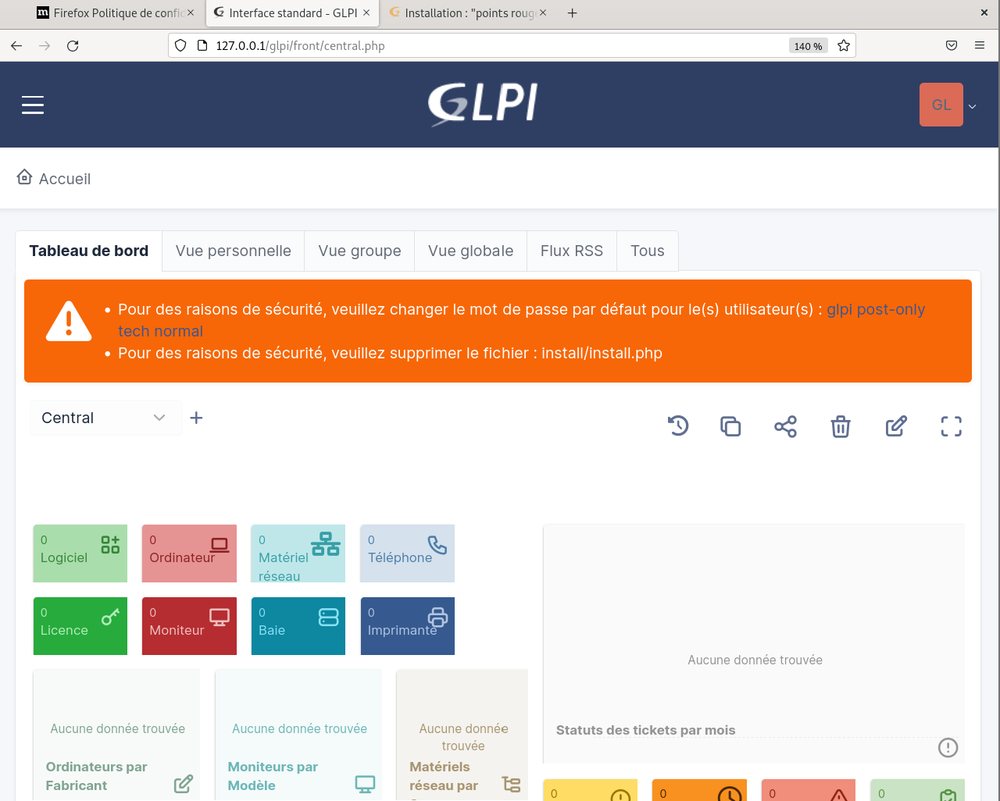 Firefox Politique de confic
Interface standard - GLPI
Installation : "points roug
127.0.0.1/glpi/front/central.php
140 %
GLPI
GL
Accueil
Tableau de bord
Vue personnelle
Vue groupe
Vue globale
Flux RSS
Tous
Pour des raisons de sécurité, veuillez changer le mot de passe par défaut pour le(s) utilisateur(s) : glpi post-only
tech normal
Pour des raisons de sécurité, veuillez supprimer le fichier : install/install.php
Central
0
Logiciel
0
Ordinateur
0
Matériel
réseau
0
Téléphone
0
Licence
0
Moniteur
0
Baie
0
Imprimante
Aucune donnée trouvée
Statuts des tickets par mois
Aucune donnée trouvée
Ordinateurs par
Fabricant
Aucune donnée trouvée
Moniteurs par
Modèle
Aucune donnée
trouvée
Matériels
réseau par
0
0
0
0